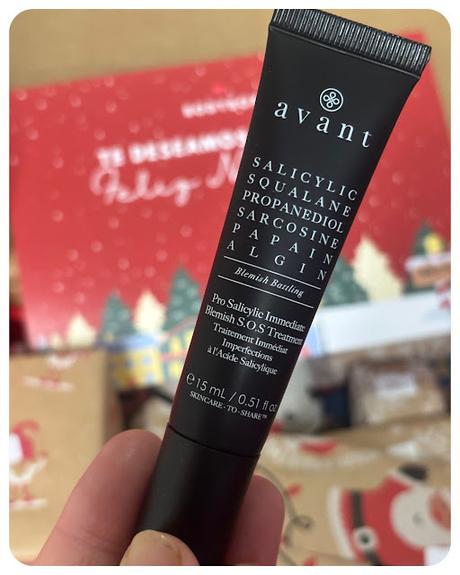 TE DESEAMOS
Feliz
avant
SALICYLIC
SQUALANE
PROPANEDIOL
SARCOSINE
PAPAIN
ALGIN
Blemish Battling
Pro Salicylic Immediate
Blemish S.O.S Treatment
Traitement Immédiat
Imperfections
à l'Acide Salicylique
℮ 15 mL / 0.51 fl oz
SKINCARE-TO-SHARE™